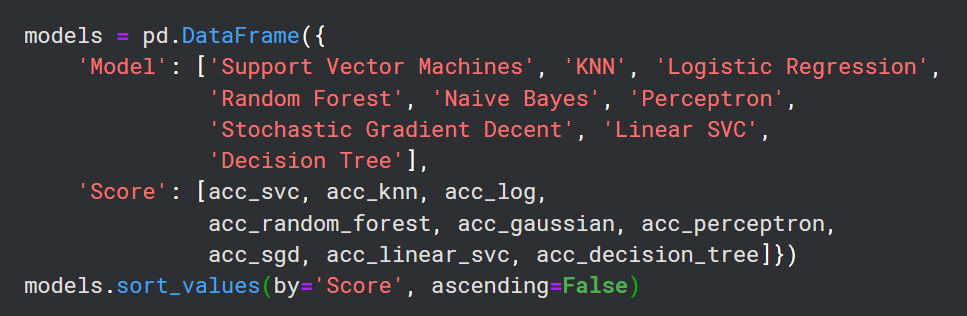 models = pd.DataFrame({
    'Model': ['Support Vector Machines', 'KNN', 'Logistic Regression',
              'Random Forest', 'Naive Bayes', 'Perceptron',
              'Stochastic Gradient Decent', 'Linear SVC',
              'Decision Tree'],
    'Score': [acc_svc, acc_knn, acc_log,
              acc_random_forest, acc_gaussian, acc_perceptron,
              acc_sgd, acc_linear_svc, acc_decision_tree]})
models.sort_values(by='Score', ascending=False)